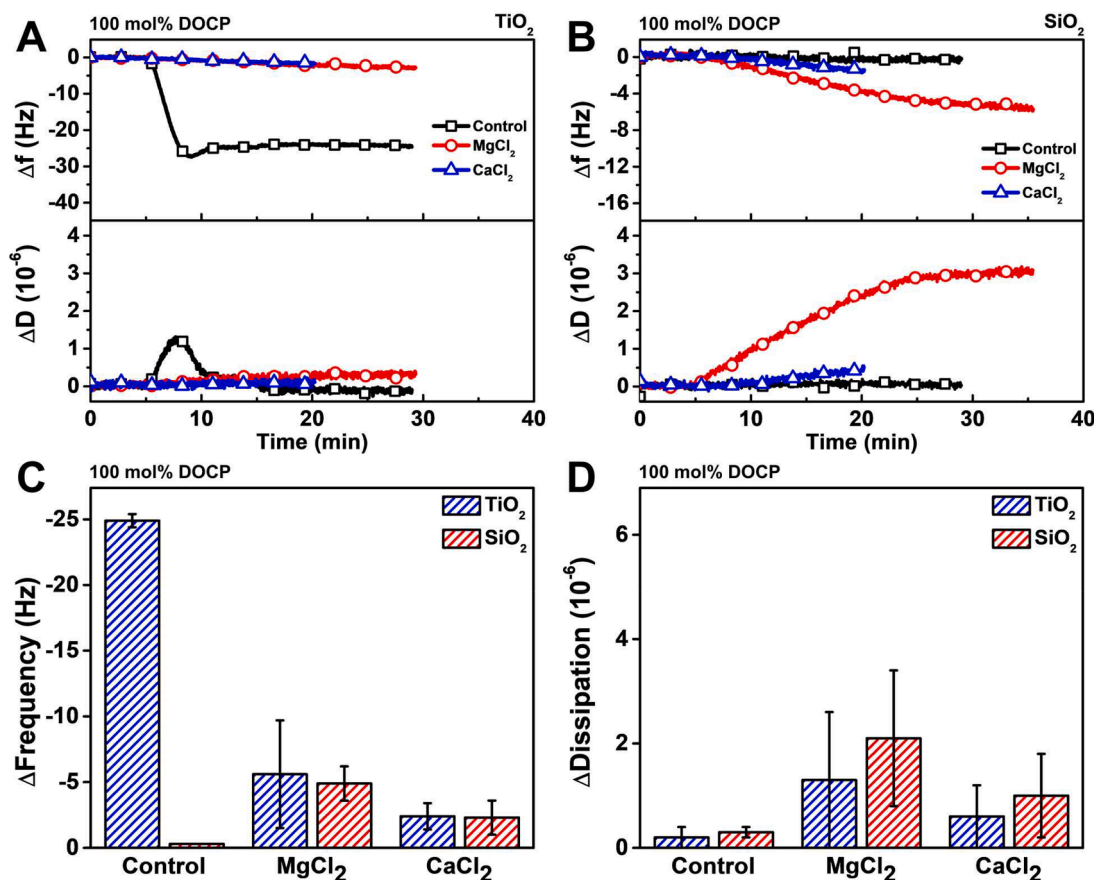 A
100 mol% DOCP
TiO₂
0
-10
-20
-30
-40
Δf (Hz)
Control
MgCl₂
CaCl₂
4
3
2
1
0
ΔD (10⁻⁶)
0 10 20 30 40
Time (min)
B
100 mol% DOCP
SiO₂
0
-4
-8
-12
-16
Δf (Hz)
Control
MgCl₂
CaCl₂
4
3
2
1
0
ΔD (10⁻⁶)
0 10 20 30 40
Time (min)
C
100 mol% DOCP
-25
-20
-15
-10
-5
0
ΔFrequency (Hz)
TiO₂
SiO₂
Control MgCl₂ CaCl₂
D
100 mol% DOCP
6
4
2
0
ΔDissipation (10⁻⁶)
TiO₂
SiO₂
Control MgCl₂ CaCl₂